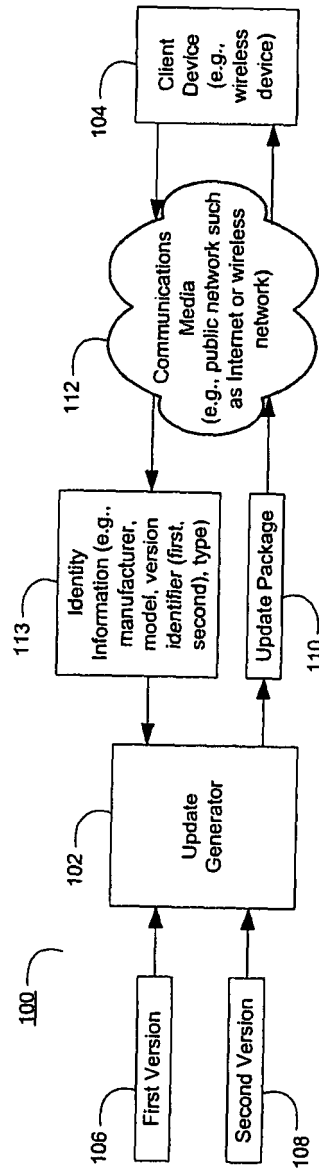 100
106
First Version
108
Second Version
102
Update
Generator
113
Identity
Information (e.g.,
manufacturer,
model, version
identifier (first,
second), type)
110
Update Package
112
Communications
Media
(e.g., public network such
as Internet or wireless
network)
104
Client
Device
(e.g.,
wireless
device)